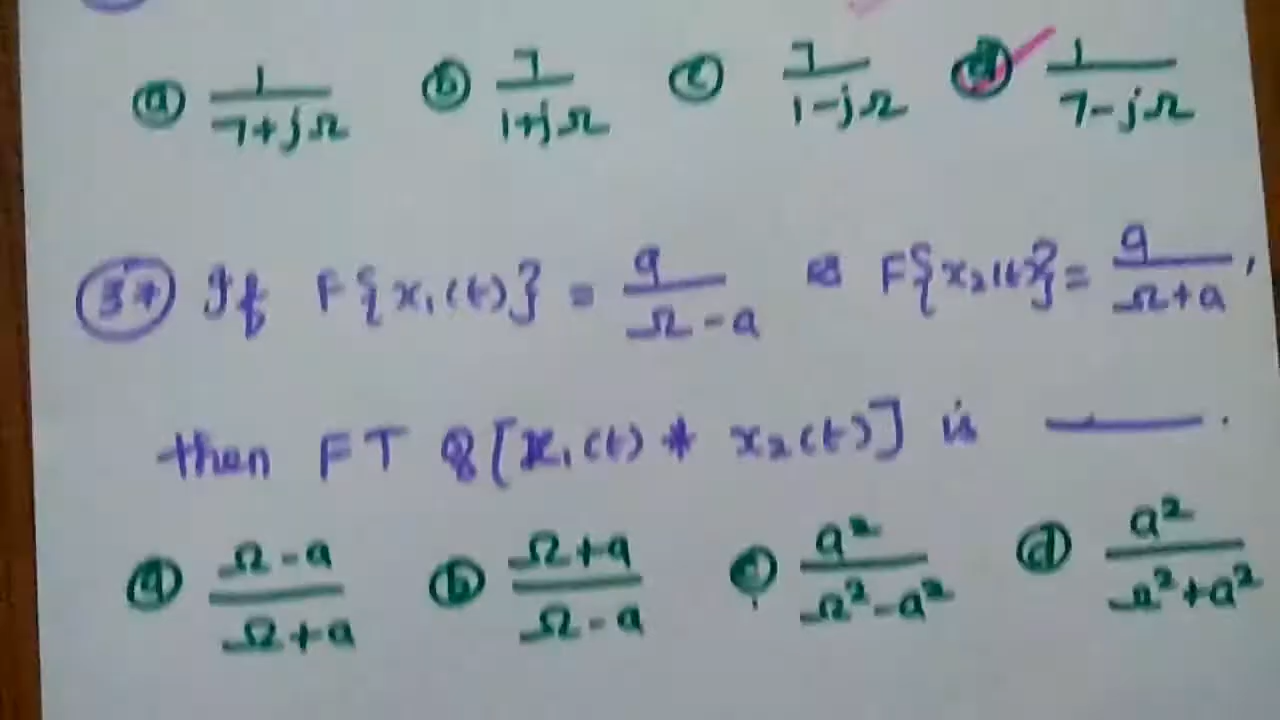 ⓐ 1/(7+jΩ) ⓑ 7/(1+jΩ) ⓒ 7/(1-jΩ) ⓓ 1/(7-jΩ)
37 If F{x₁(t)} = a/(Ω-a) & F{x₂(t)} = a/(Ω+a),
then FT of [x₁(t) * x₂(t)] is ____.
ⓐ (Ω-a)/(Ω+a) ⓑ (Ω+a)/(Ω-a) ⓒ a²/(Ω²-a²) ⓓ a²/(Ω²+a²)